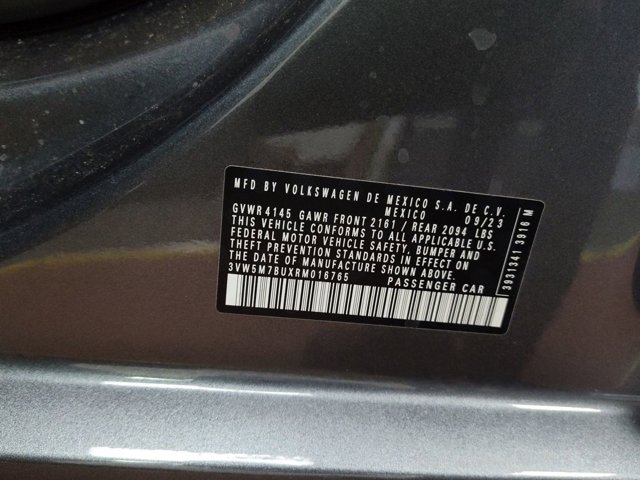 MFD BY VOLKSWAGEN DE MEXICO S.A. DE C.V.
MEXICO 09/23
GVWR 4145 GAWR FRONT 2161 / REAR 2094 LBS
THIS VEHICLE CONFORMS TO ALL APPLICABLE U.S.
FEDERAL MOTOR VEHICLE SAFETY, BUMPER AND
THEFT PREVENTION STANDARDS IN EFFECT ON
THE DATE OF MANUFACTURE SHOWN ABOVE.
3VW5M7BUXRM016765 PASSENGER CAR
3931341 3916 M